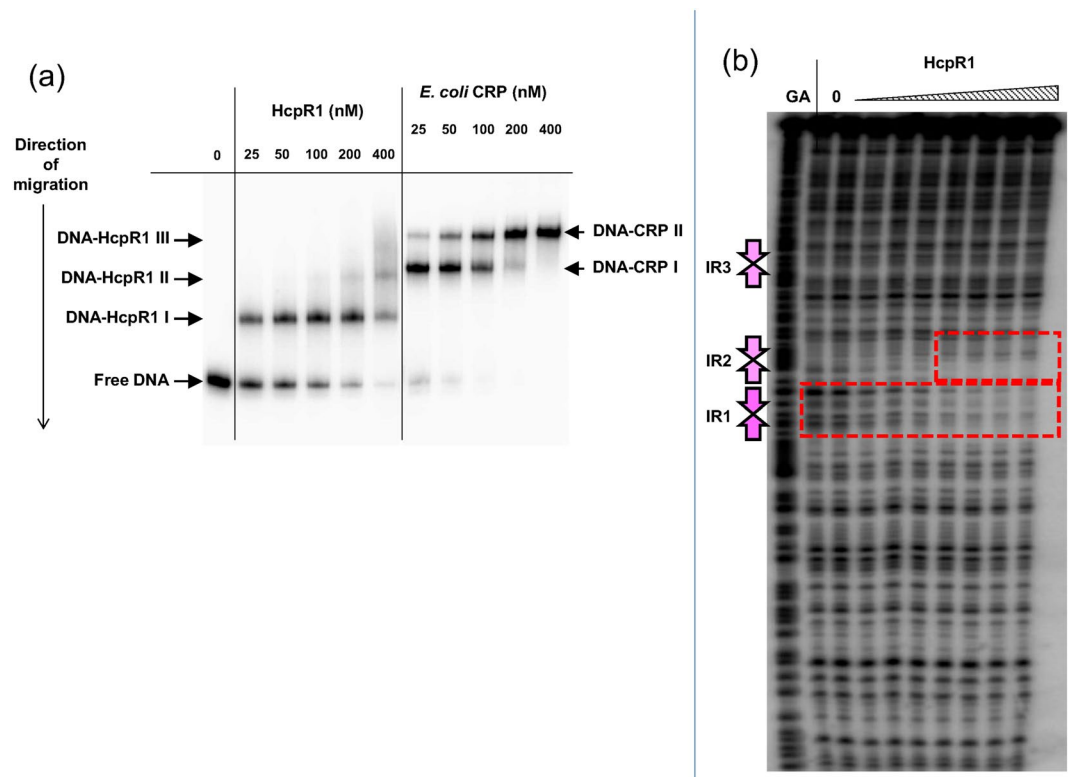 (a)
HcpR1 (nM)
E. coli CRP (nM)
25 50 100 200 400
Direction
of
migration
0 25 50 100 200 400
DNA-HcpR1 III
DNA-HcpR1 II
DNA-HcpR1 I
Free DNA
DNA-CRP II
DNA-CRP I
(b)
HcpR1
GA 0
IR3
IR2
IR1